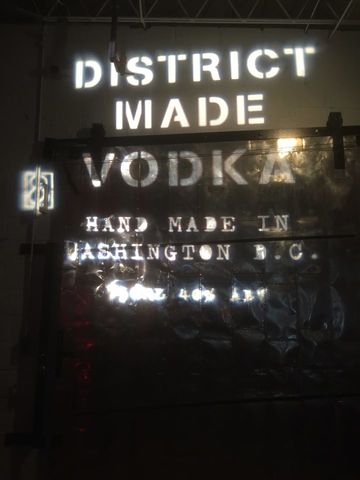 DISTRICT
MADE
VODKA
HAND MADE IN
WASHINGTON D.C.
40% ABV